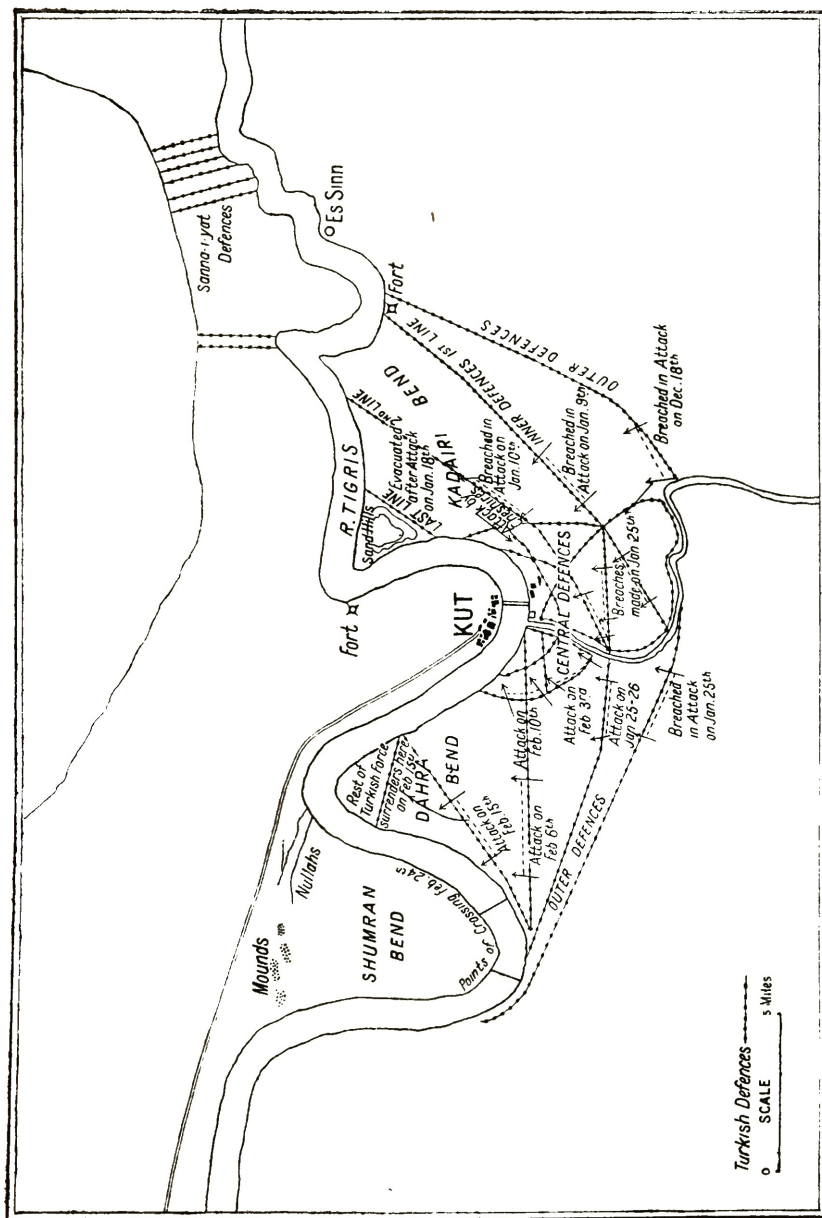 Sanna-i-yat
Defences
Es Sinn
Fort
R. TIGRIS
Sand Hills
LAST LINE
Evacuated
after Attack
on Jan. 18th
2ND LINE
KADAIRI
BEND
INNER DEFENCES 1ST LINE
OUTER DEFENCES
Attack by
Cheshires
Breached in
Attack on
Jan. 10th
Breached in
Attack on Jan. 9th
Breached in Attack
on Dec. 18th
Fort
KUT
CENTRAL DEFENCES
Breaches
made on Jan 25th
Breached
in Attack
on Jan. 25th
Attack on
Jan 25-26
Attack on
Feb 3rd
Attack on
Feb. 10th
Rest of
Turkish Force
surrenders here
on Feb 15th
DAHRA
BEND
Attack on
Feb. 15th
Attack on
Feb 6th
OUTER DEFENCES
Nullahs
Mounds
SHUMRAN
BEND
Points of Crossing Feb. 24th
Turkish Defences
0 SCALE 5 Miles